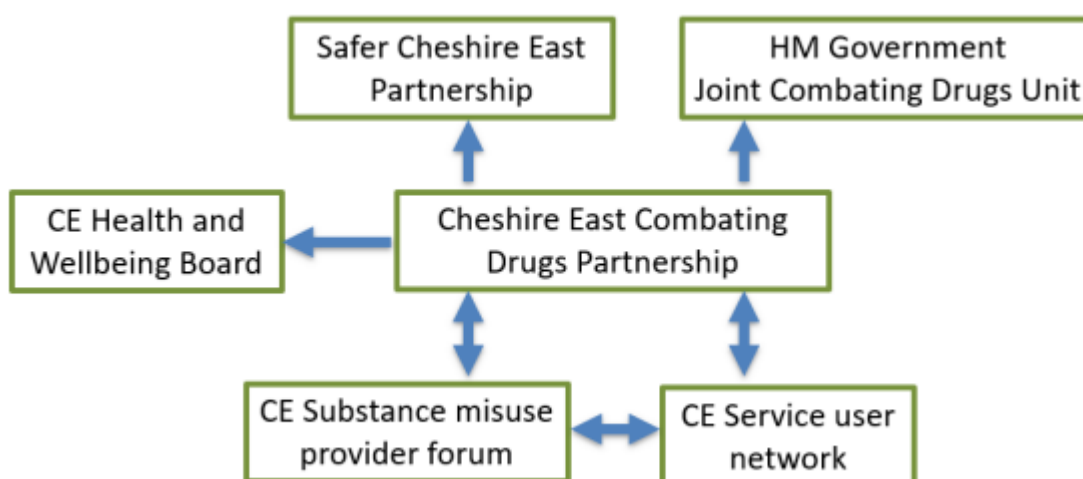 Safer Cheshire East
Partnership
HM Government
Joint Combating Drugs Unit
CE Health and
Wellbeing Board
Cheshire East Combating
Drugs Partnership
CE Substance misuse
provider forum
CE Service user
network